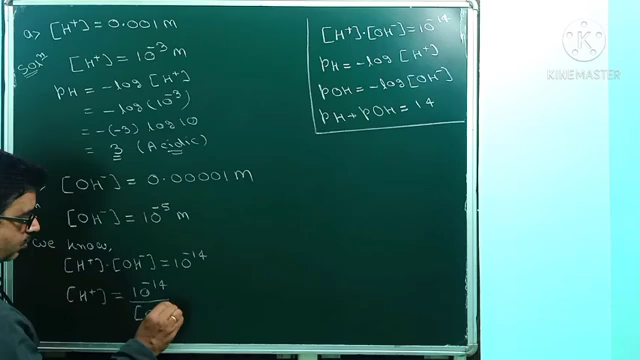 a> [H⁺] = 0.001 m
Solⁿ
[H⁺] = 10⁻³ m
PH = -log [H⁺]
= -log (10⁻³)
= -(-3) log 10
= 3 (Acidic)
[OH⁻] = 0.00001 m
[OH⁻] = 10⁻⁵ m
we know,
[H⁺]·[OH⁻] = 10⁻¹⁴
[H⁺] = 10⁻¹⁴
[H⁺]·[OH⁻] = 10⁻¹⁴
PH = -log [H⁺]
POH = -log [OH⁻]
PH + POH = 14
KINEMASTER